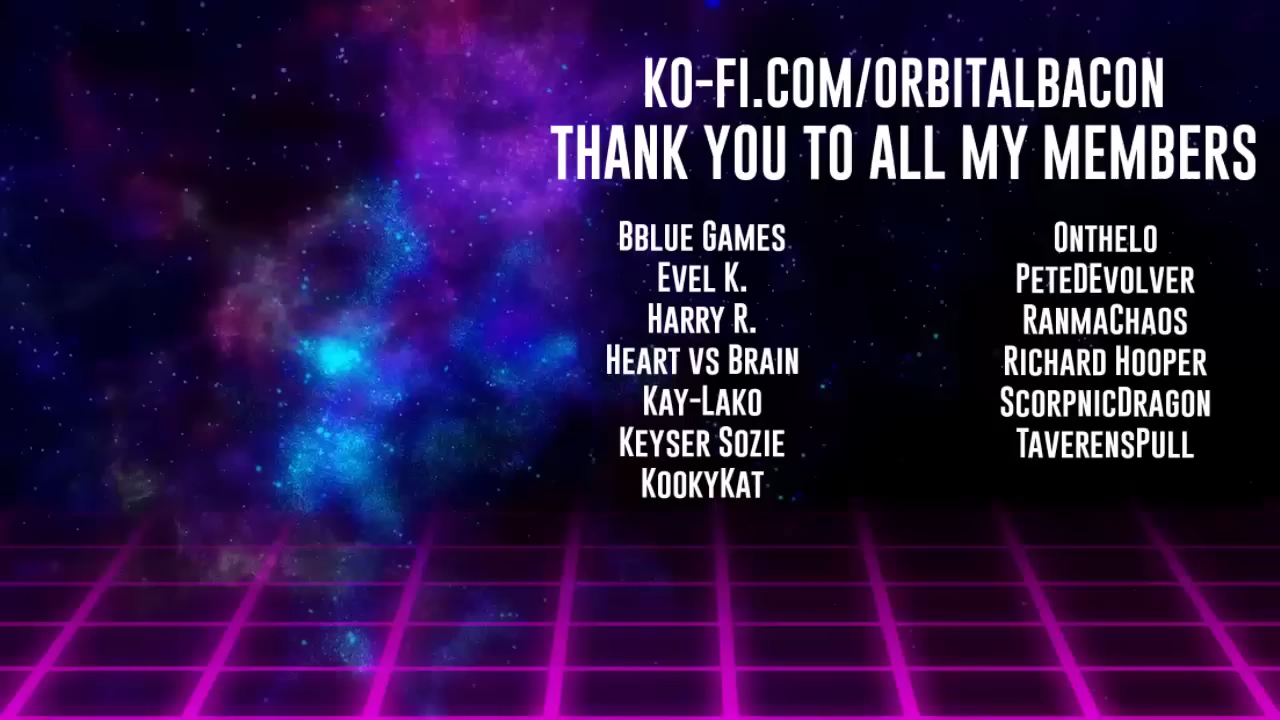 KO-FI.COM/ORBITALBACON
THANK YOU TO ALL MY MEMBERS
BBLUE GAMES
EVEL K.
HARRY R.
HEART VS BRAIN
KAY-LAKO
KEYSER SOZIE
KOOKYKAT
ONTHELO
PETEDEVOLVER
RANMACHAOS
RICHARD HOOPER
SCORPNICDRAGON
TAVERENSPULL